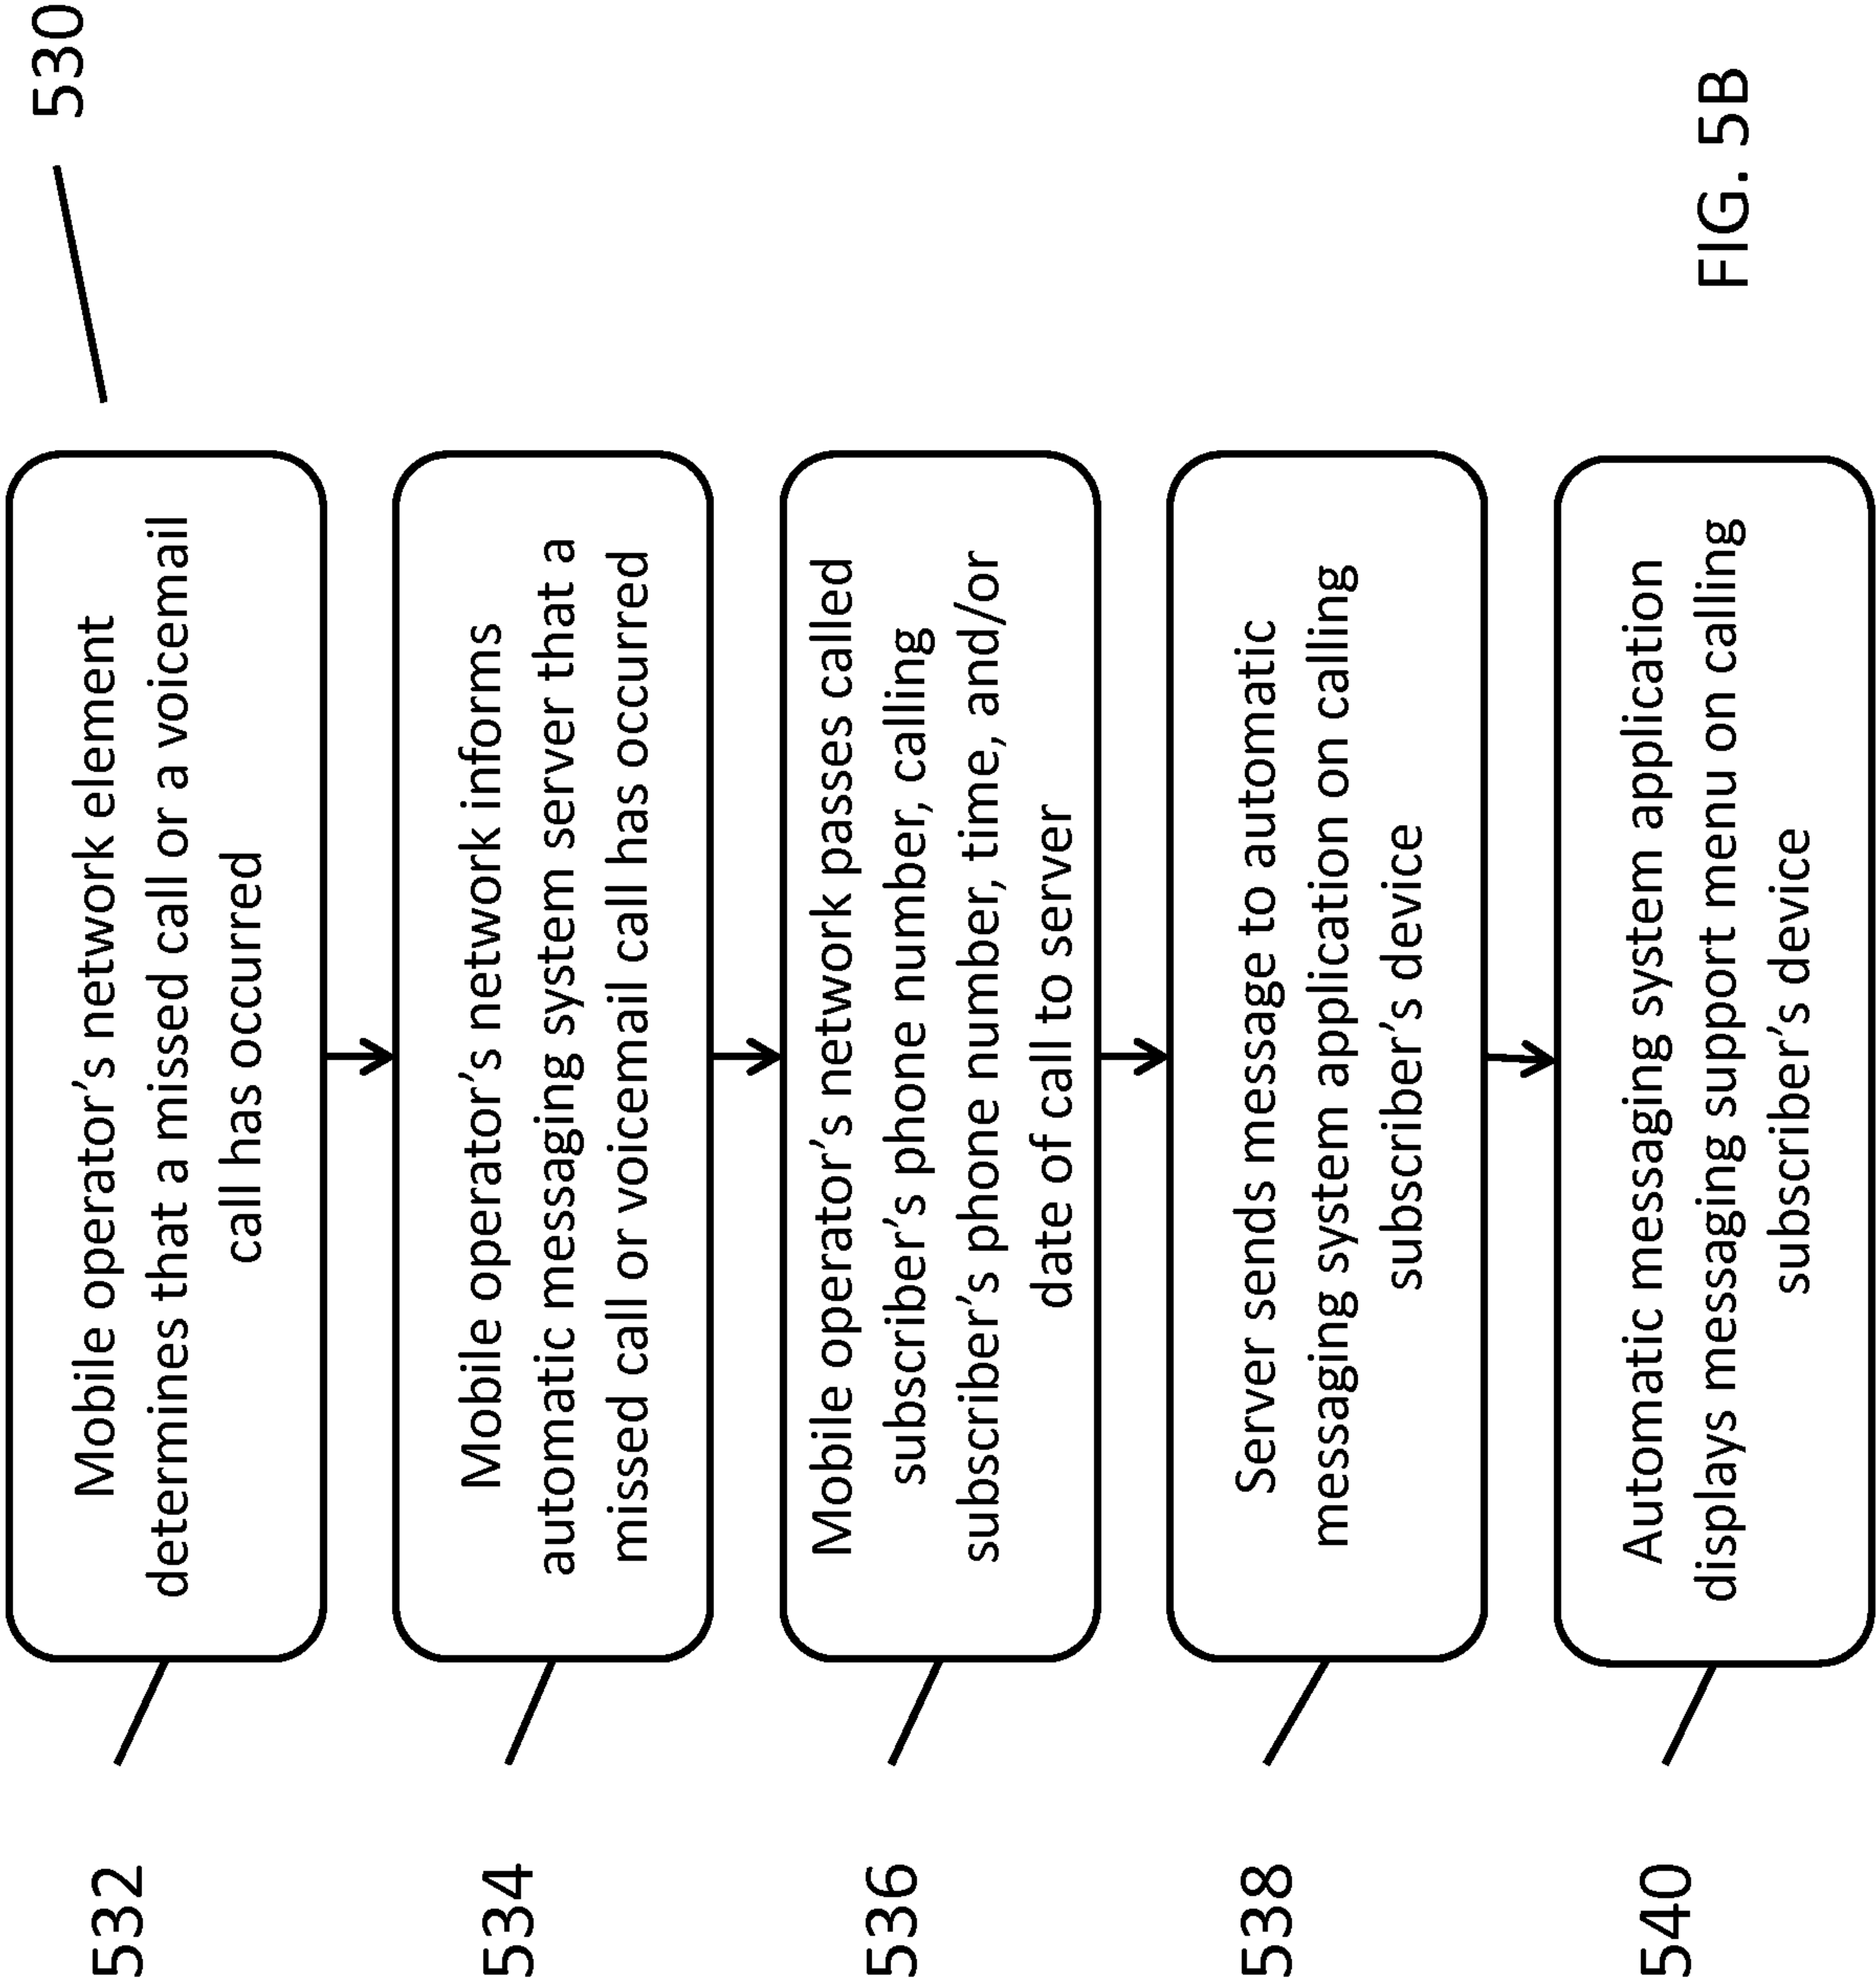 530
532
Mobile operator's network element
determines that a missed call or a voicemail
call has occurred
534
Mobile operator's network informs
automatic messaging system server that a
missed call or voicemail call has occurred
536
Mobile operator's network passes called
subscriber's phone number, calling
subscriber's phone number, time, and/or
date of call to server
538
Server sends message to automatic
messaging system application on calling
subscriber's device
540
Automatic messaging system application
displays messaging support menu on calling
subscriber's device
FIG. 5B